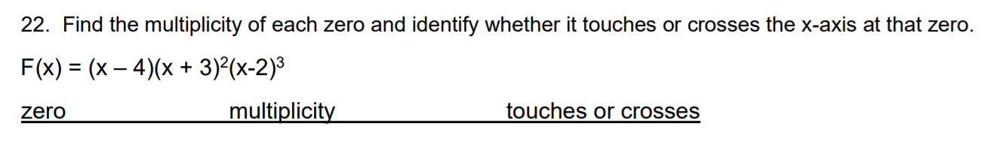 22. Find the multiplicity of each zero and identify whether it touches or crosses the x-axis at that zero.
F(x) = (x – 4)(x + 3)²(x-2)³
zero multiplicity touches or crosses